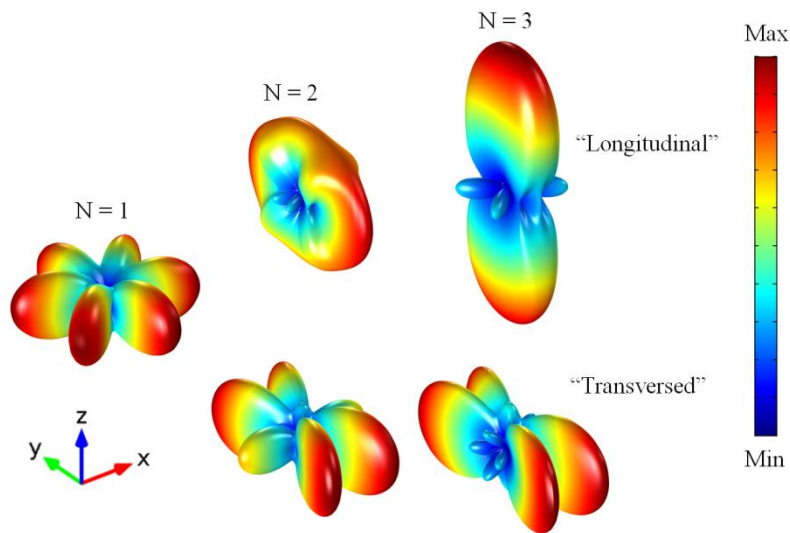 N = 3
Max
N = 2
“Longitudinal”
N = 1
“Transversed”
z
y
x
Min